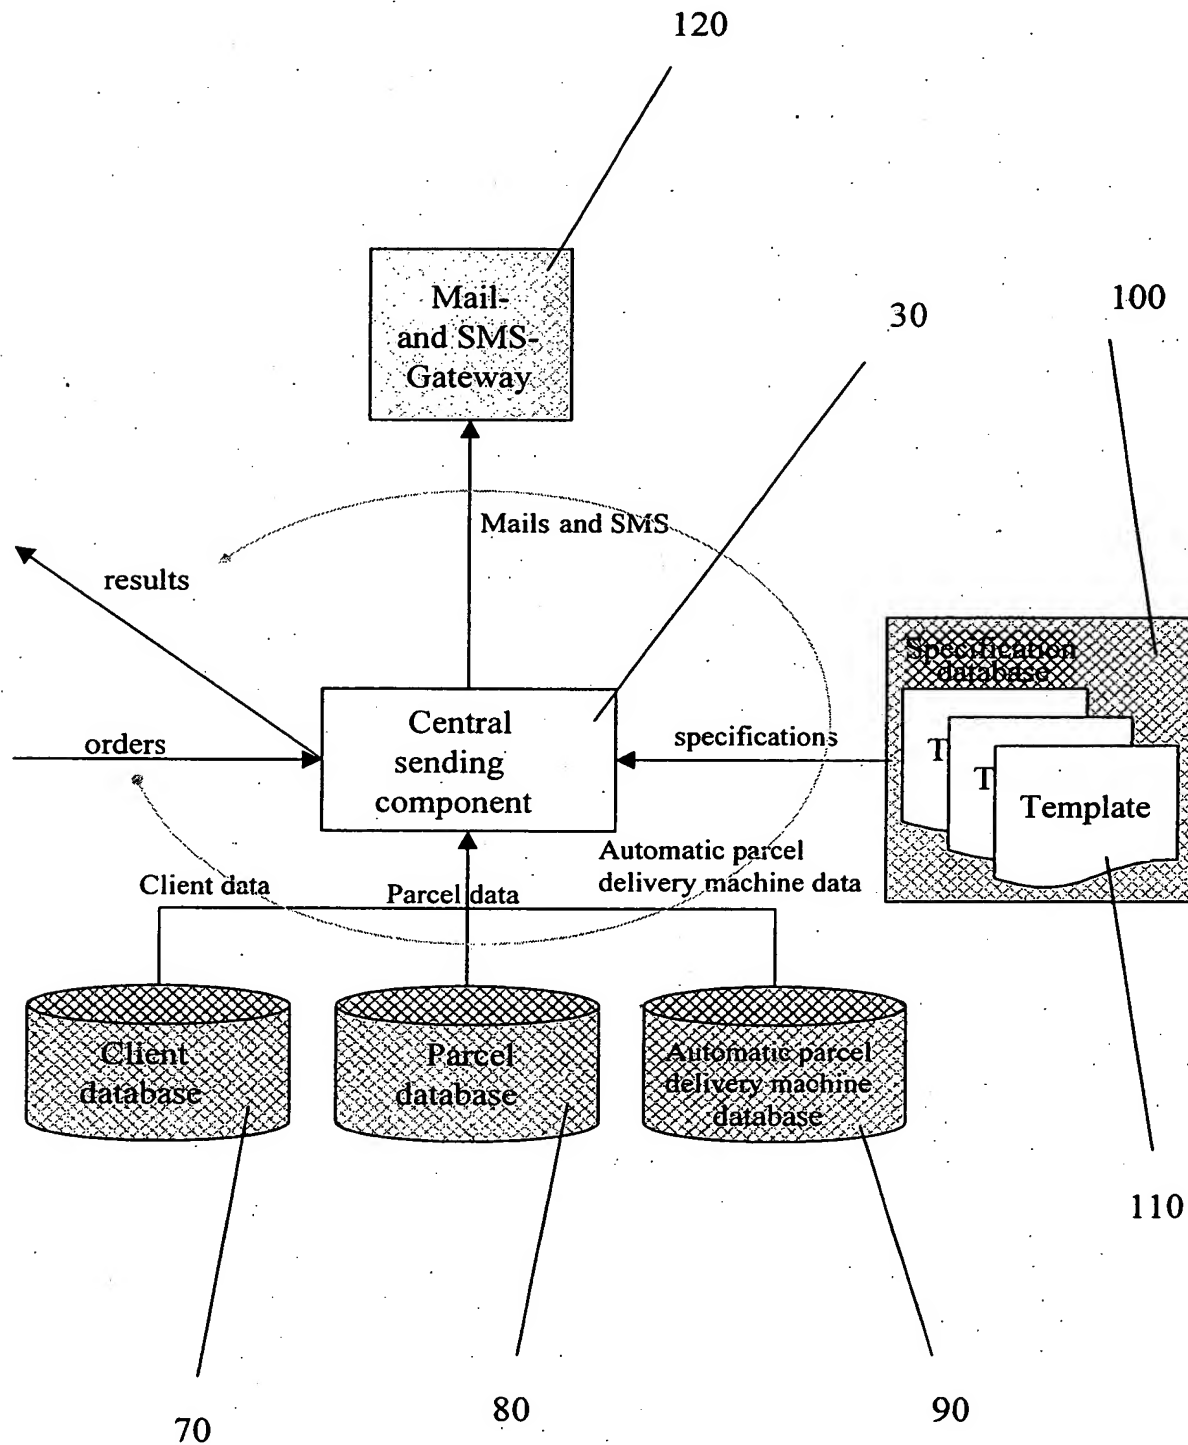 120
Mail-
and SMS-
Gateway
30
100
Mails and SMS
results
Specification
database
orders
Central
sending
component
specifications
T
T
Template
Automatic parcel
delivery machine data
Client data
Parcel data
Client
database
Parcel
database
Automatic parcel
delivery machine
database
110
70
80
90